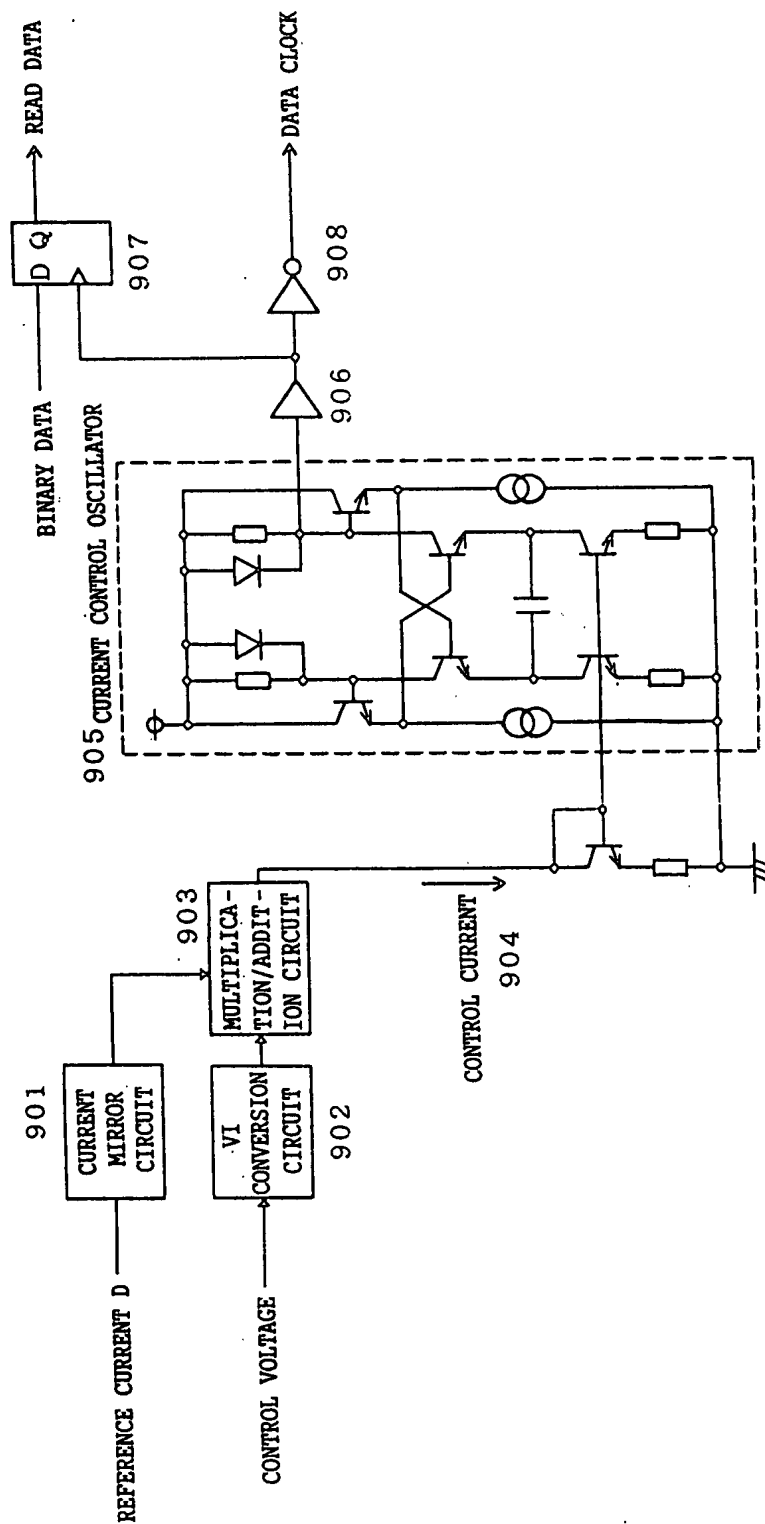 REFERENCE CURRENT D
901
CURRENT
MIRROR
CIRCUIT
CONTROL VOLTAGE
VI
CONVERSION
CIRCUIT
902
903
MULTIPLICA-
TION/ADDIT-
ION CIRCUIT
CONTROL CURRENT
904
905 CURRENT CONTROL OSCILLATOR
906
BINARY DATA
D Q
907
READ DATA
908
DATA CLOCK